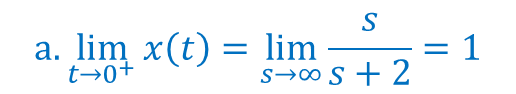 a. lim_{t→0⁺} x(t) = lim_{s→∞} s/(s + 2) = 1